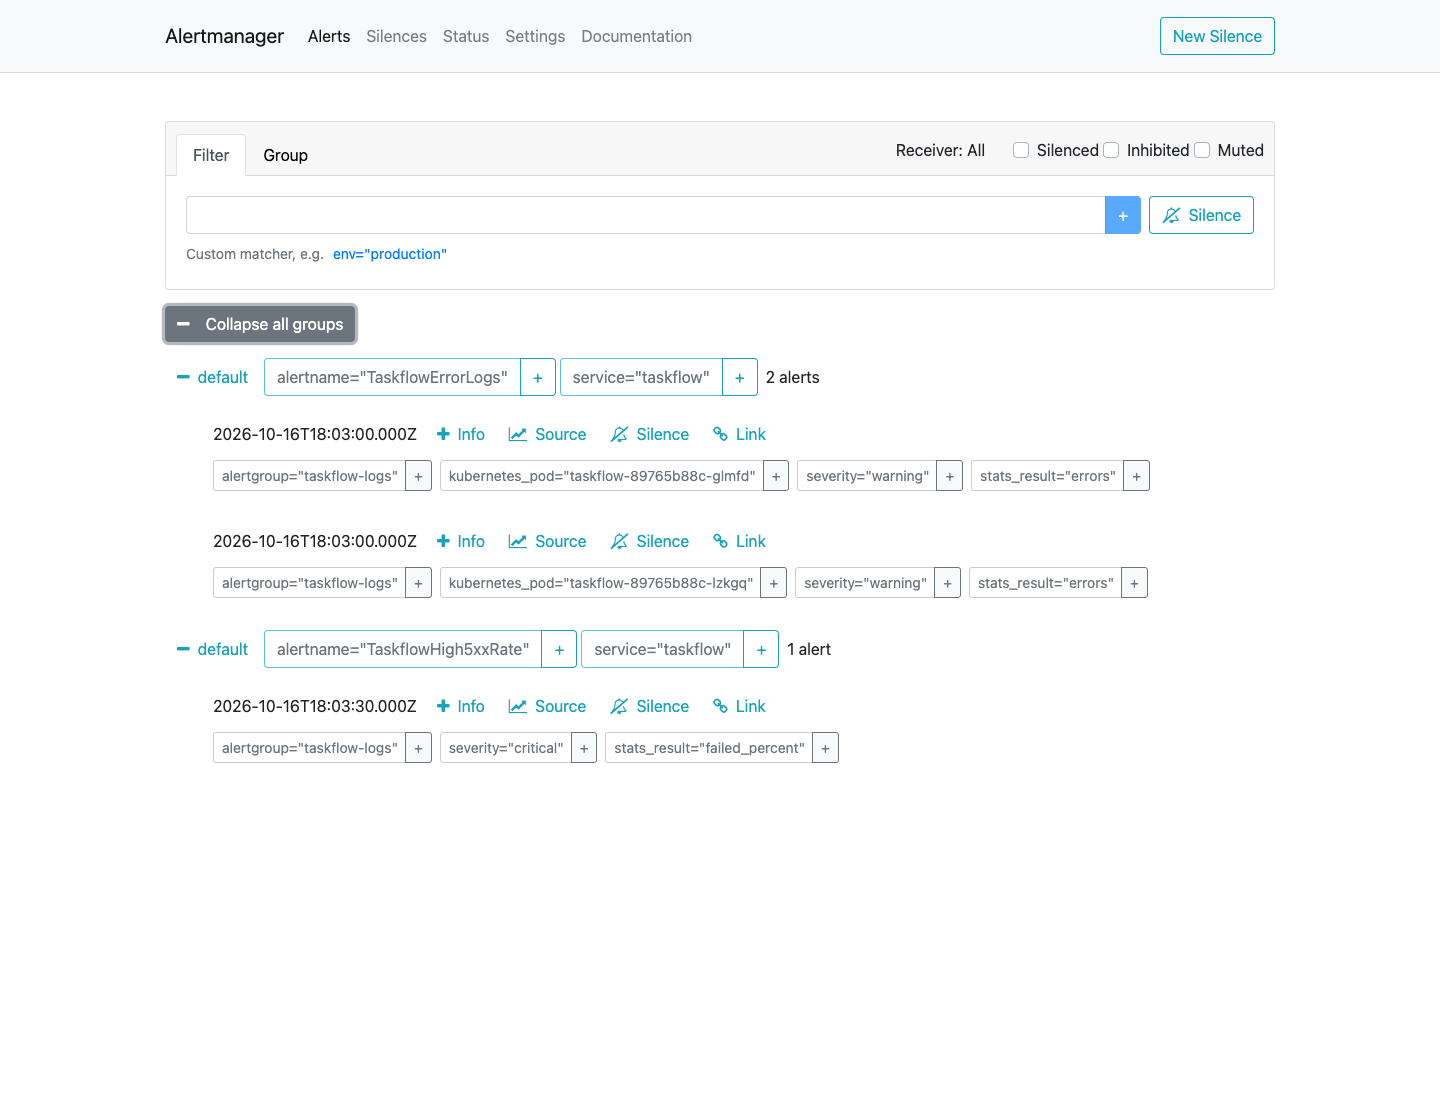 Alertmanager Alerts Silences Status Settings Documentation New Silence
Filter Group Receiver: All Silenced Inhibited Muted
+ Silence
Custom matcher, e.g. env="production"
Collapse all groups
default alertname="TaskflowErrorLogs" + service="taskflow" + 2 alerts
2026-10-16T18:03:00.000Z Info Source Silence Link
alertgroup="taskflow-logs" + kubernetes_pod="taskflow-89765b88c-glmfd" + severity="warning" + stats_result="errors" +
2026-10-16T18:03:00.000Z Info Source Silence Link
alertgroup="taskflow-logs" + kubernetes_pod="taskflow-89765b88c-lzkgq" + severity="warning" + stats_result="errors" +
default alertname="TaskflowHigh5xxRate" + service="taskflow" + 1 alert
2026-10-16T18:03:30.000Z Info Source Silence Link
alertgroup="taskflow-logs" + severity="critical" + stats_result="failed_percent" +